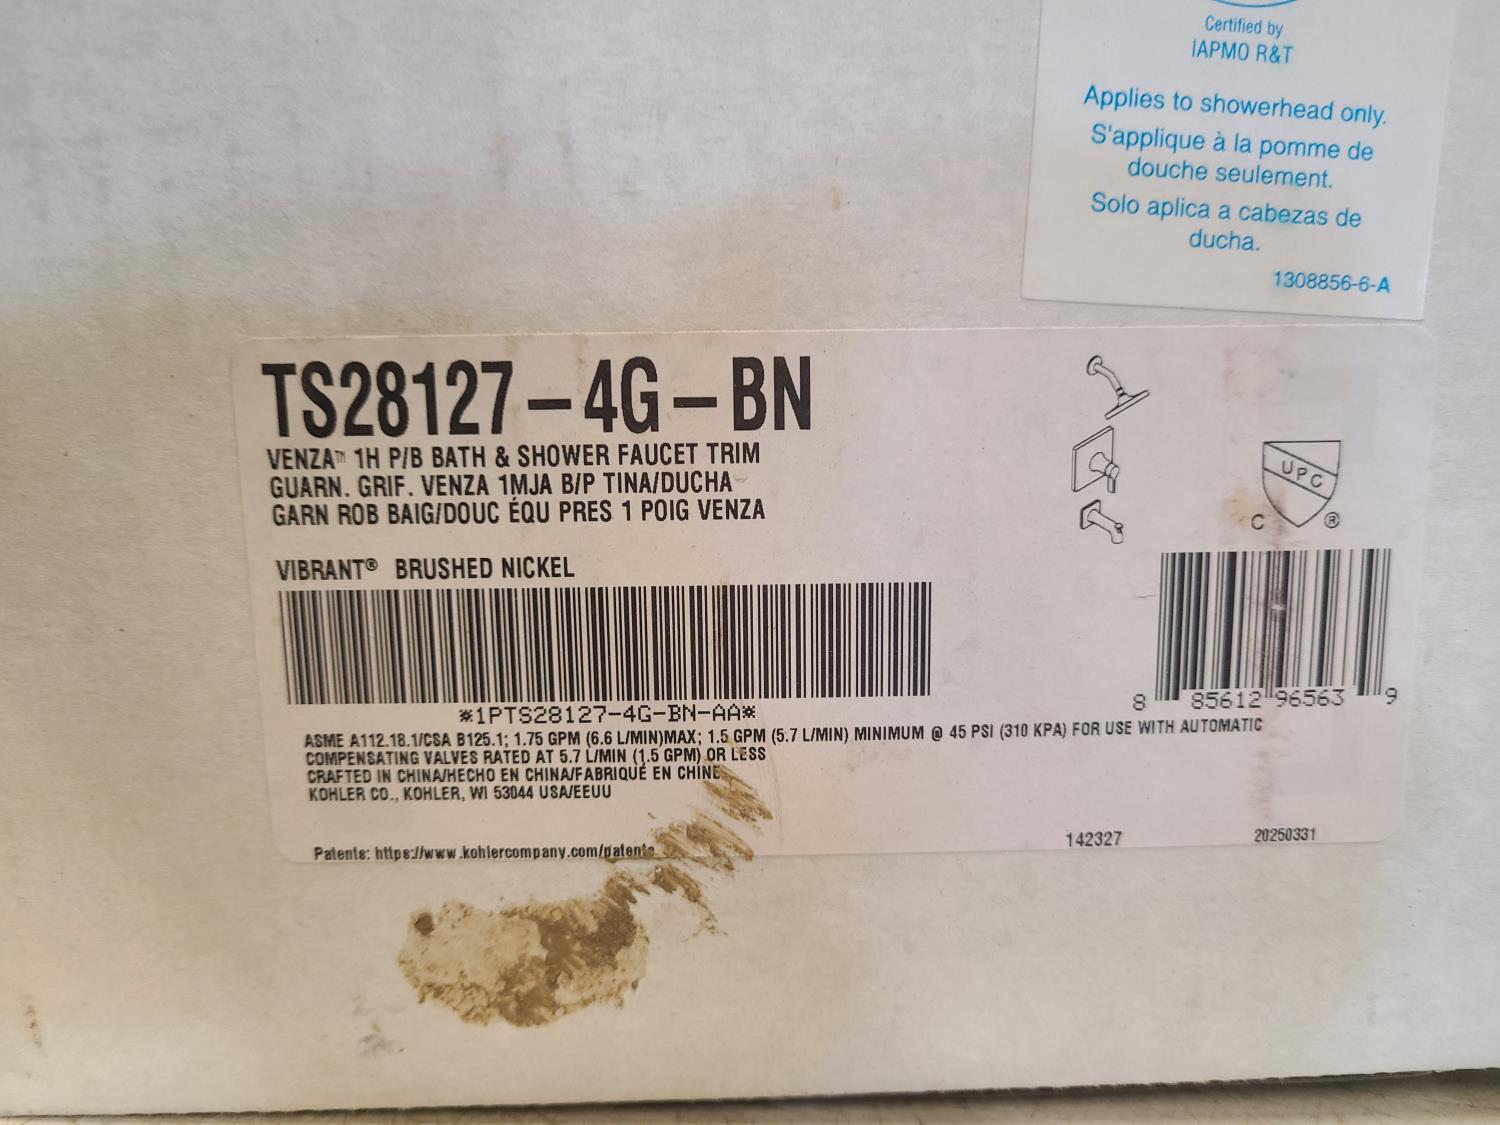 Certified by
IAPMO R&T
Applies to showerhead only.
S'applique à la pomme de
douche seulement.
Solo aplica a cabezas de
ducha.
1308856-6-A
TS28127-4G-BN
VENZA™ 1H P/B BATH & SHOWER FAUCET TRIM
GUARN. GRIF. VENZA 1MJA B/P TINA/DUCHA
GARN ROB BAIG/DOUC ÉQU PRES 1 POIG VENZA
UPC
C ®
VIBRANT® BRUSHED NICKEL
*1PTS28127-4G-BN-AA*
8 85612 96563 9
ASME A112.18.1/CSA B125.1; 1.75 GPM (6.6 L/MIN)MAX; 1.5 GPM (5.7 L/MIN) MINIMUM @ 45 PSI (310 KPA) FOR USE WITH AUTOMATIC
COMPENSATING VALVES RATED AT 5.7 L/MIN (1.5 GPM) OR LESS
CRAFTED IN CHINA/HECHO EN CHINA/FABRIQUÉ EN CHINE
KOHLER CO., KOHLER, WI 53044 USA/EEUU
Patents: https://www.kohlercompany.com/patents
142327
20250331